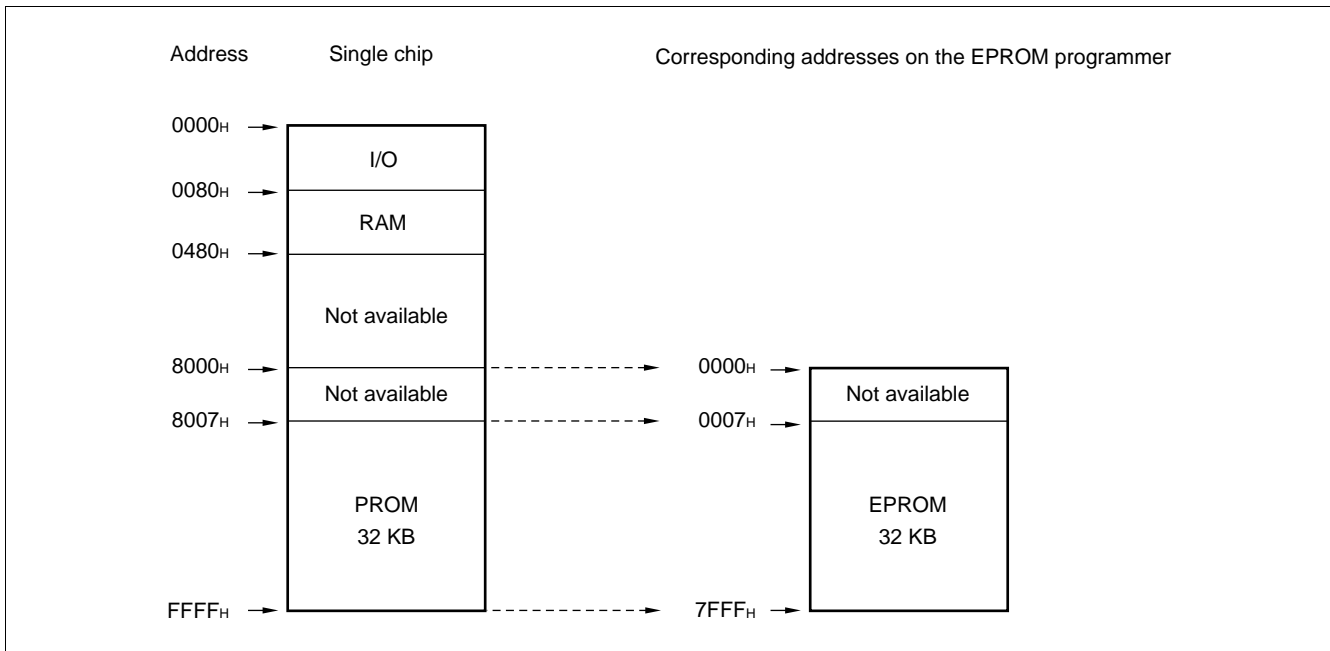 Address Single chip Corresponding addresses on the EPROM programmer
0000H
I/O
0080H
RAM
0480H
Not available
8000H 0000H
Not available Not available
8007H 0007H
PROM EPROM
32 KB 32 KB
FFFFH 7FFFH